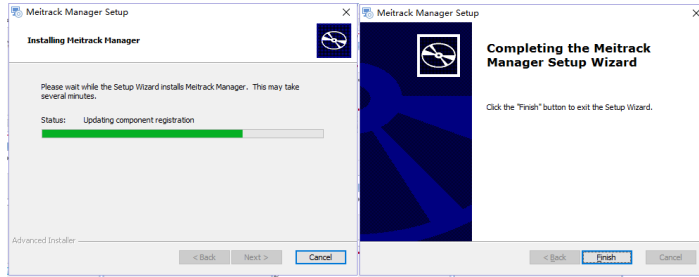 Meitrack Manager Setup
Installing Meitrack Manager
Please wait while the Setup Wizard installs Meitrack Manager. This may take
several minutes.
Status: Updating component registration
Advanced Installer
< Back Next > Cancel
Meitrack Manager Setup
Completing the Meitrack
Manager Setup Wizard
Click the "Finish" button to exit the Setup Wizard.
< Back Finish Cancel